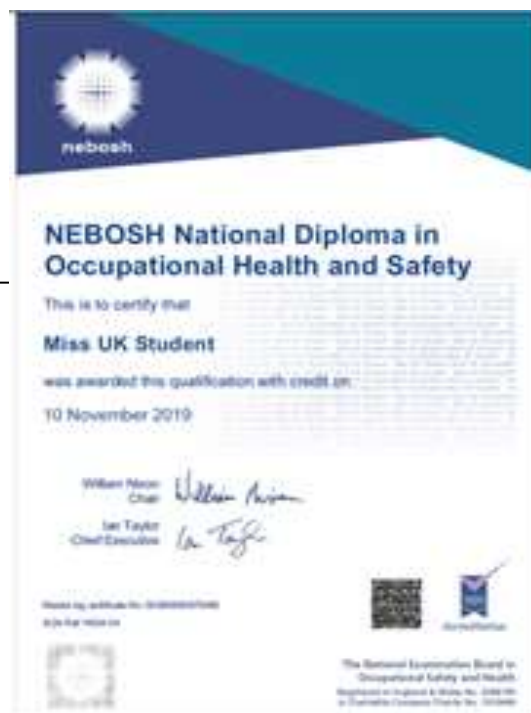 nebosh
NEBOSH National Diploma in
Occupational Health and Safety
This is to certify that
Miss UK Student
was awarded this qualification with credit on
10 November 2019
William Nixon
Chair
Ian Taylor
Chief Executive
The National Examination Board in
Occupational Safety and Health